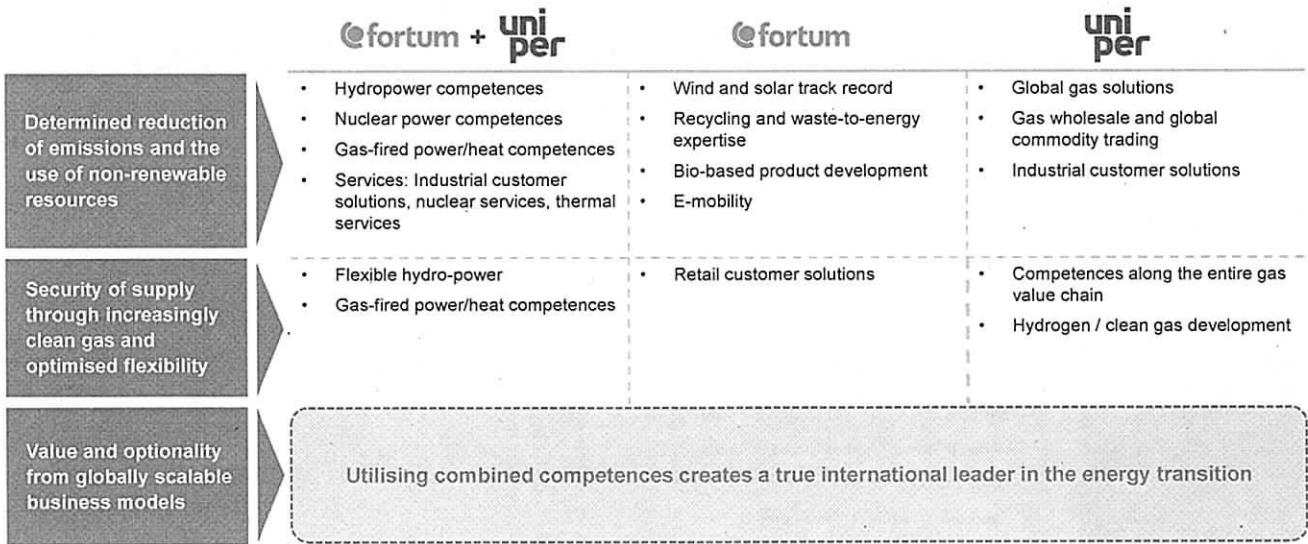 fortum + uni per
fortum
uni per
Determined reduction
of emissions and the
use of non-renewable
resources
• Hydropower competences
• Nuclear power competences
• Gas-fired power/heat competences
• Services: Industrial customer
solutions, nuclear services, thermal
services
• Wind and solar track record
• Recycling and waste-to-energy
expertise
• Bio-based product development
• E-mobility
• Global gas solutions
• Gas wholesale and global
commodity trading
• Industrial customer solutions
Security of supply
through increasingly
clean gas and
optimised flexibility
• Flexible hydro-power
• Gas-fired power/heat competences
• Retail customer solutions
• Competences along the entire gas
value chain
• Hydrogen / clean gas development
Value and optionality
from globally scalable
business models
Utilising combined competences creates a true international leader in the energy transition